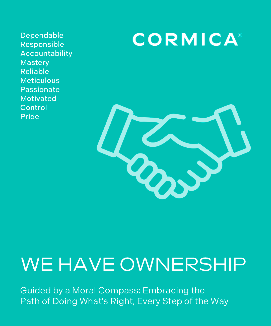 CORMICA®
Dependable
Responsible
Accountability
Mastery
Reliable
Meticulous
Passionate
Motivated
Control
Pride
WE HAVE OWNERSHIP
Guided by a Moral Compass: Embracing the
Path of Doing What's Right, Every Step of the Way